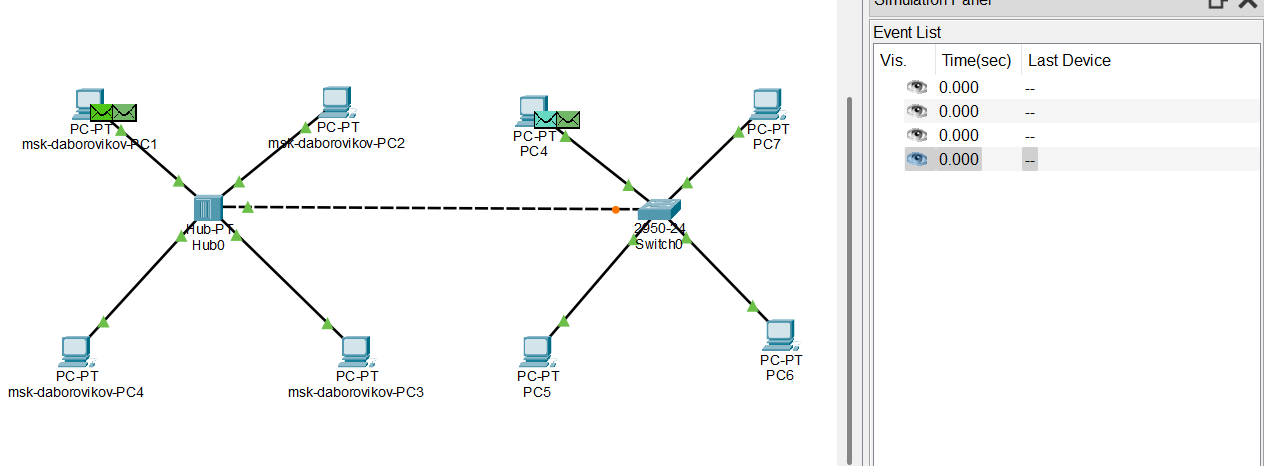 Simulation Panel
Event List
Vis.
Time(sec)
Last Device
0.000
--
0.000
--
0.000
--
0.000
--
PC-PT
msk-daborovikov-PC1
PC-PT
msk-daborovikov-PC2
PC-PT
PC4
PC-PT
PC7
Hub-PT
Hub0
2950-24
Switch0
PC-PT
msk-daborovikov-PC4
PC-PT
msk-daborovikov-PC3
PC-PT
PC5
PC-PT
PC6